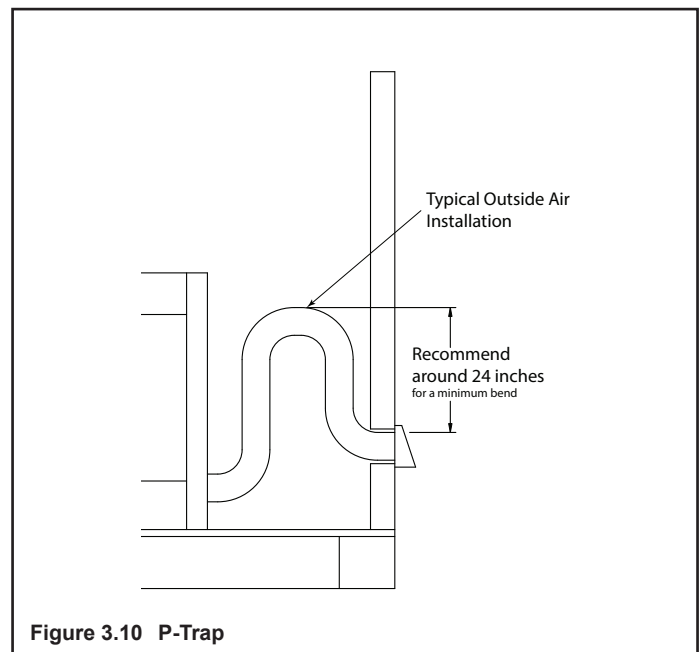 Typical Outside Air
Installation
Recommend
around 24 inches
for a minimum bend
Figure 3.10 P-Trap